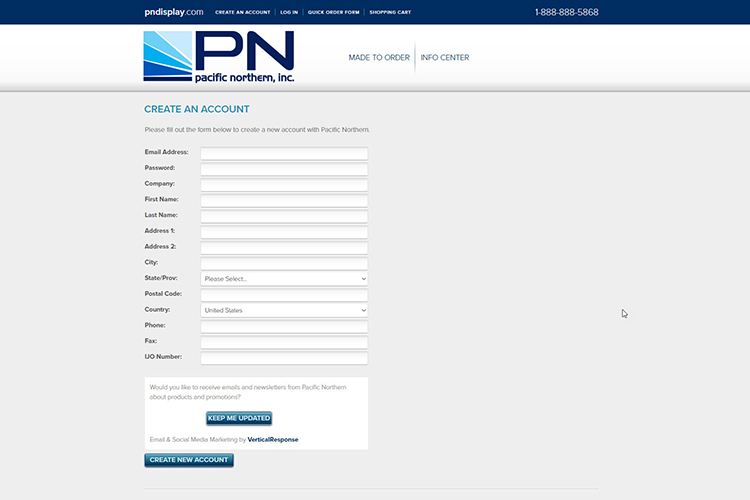 pndisplay.com CREATE AN ACCOUNT LOG IN QUICK ORDER FORM SHOPPING CART 1-888-888-5868
PN
pacific northern, inc.
MADE TO ORDER INFO CENTER
CREATE AN ACCOUNT
Please fill out the form below to create a new account with Pacific Northern.
Email Address:
Password:
Company:
First Name:
Last Name:
Address 1:
Address 2:
City:
State/Prov: Please Select...
Postal Code:
Country: United States
Phone:
Fax:
IJO Number:
Would you like to receive emails and newsletters from Pacific Northern
about products and promotions?
KEEP ME UPDATED
Email & Social Media Marketing by VerticalResponse
CREATE NEW ACCOUNT